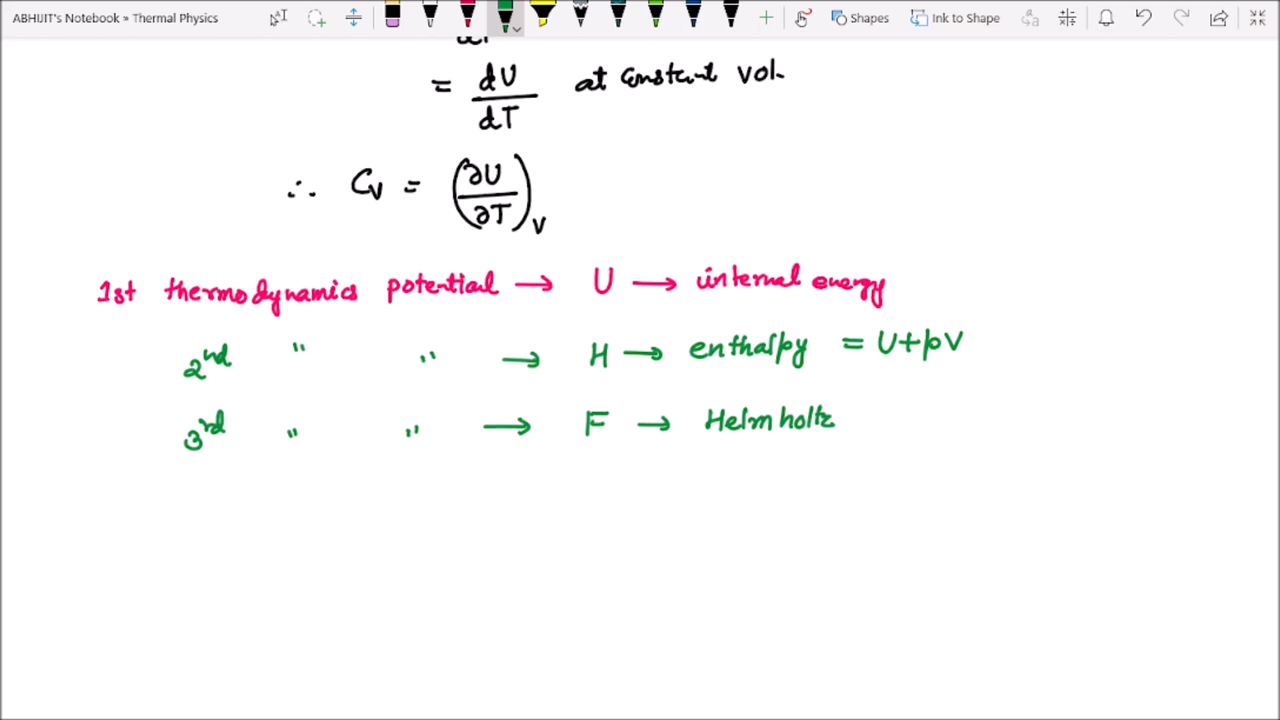 ABHIJIT's Notebook » Thermal Physics
Shapes
Ink to Shape
= dU/dT at constant vol.
∴ Cv = (∂U/∂T)v
1st thermodynamics potential → U → internal energy
2nd " " → H → enthalpy = U+pV
3rd " " → F → Helmholtz